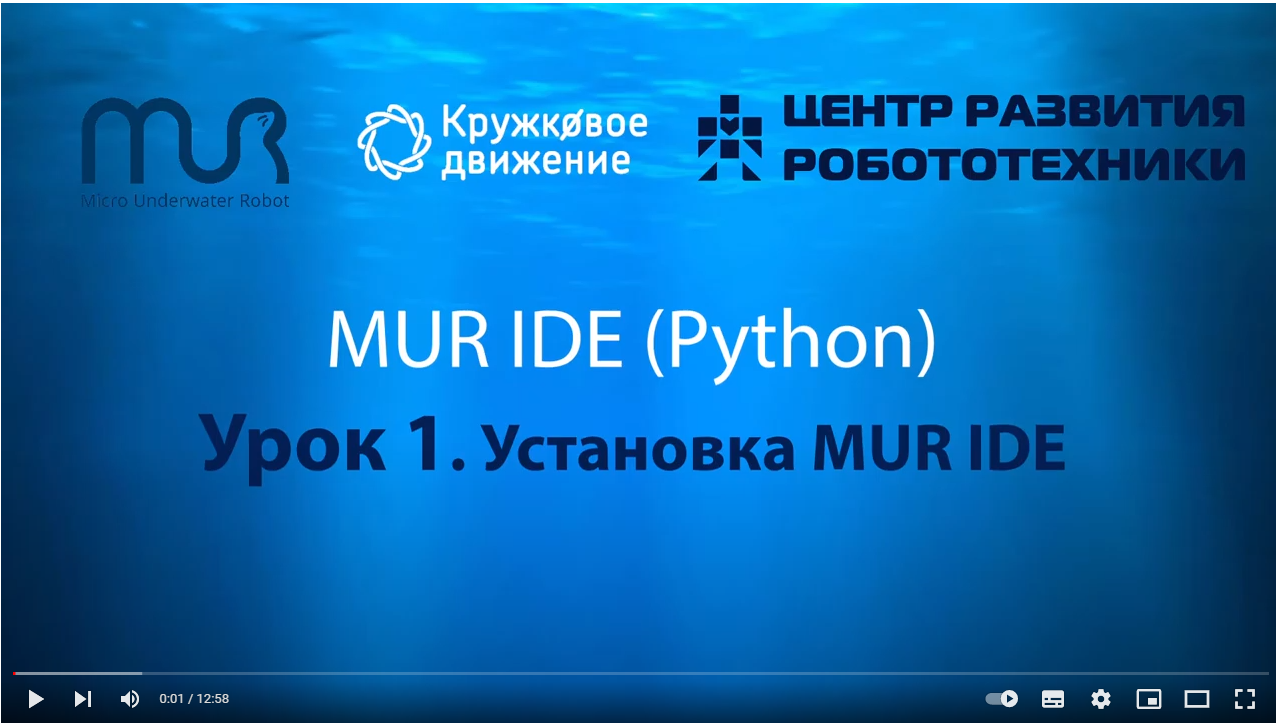 mur
Micro Underwater Robot
Кружковое
движение
ЦЕНТР РАЗВИТИЯ
РОБОТОТЕХНИКИ
MUR IDE (Python)
Урок 1. Установка MUR IDE
0:01 / 12:58